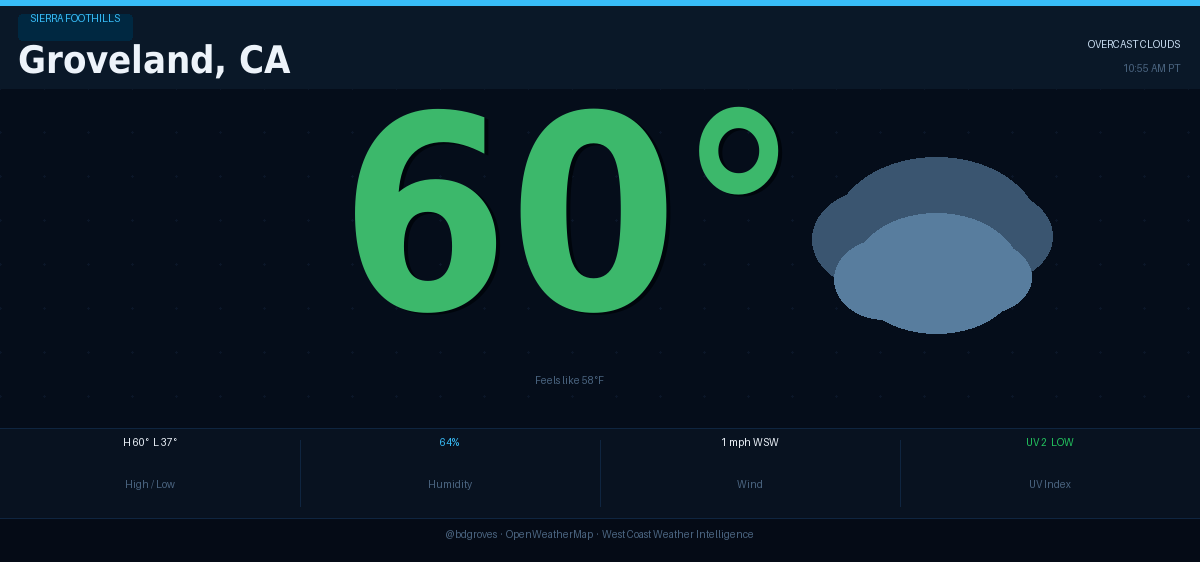 SIERRA FOOTHILLS
Groveland, CA
OVERCAST CLOUDS
10:55 AM PT
60°
Feels like 58°F
H 60° L 37°
High / Low
64%
Humidity
1 mph WSW
Wind
UV 2 LOW
UV Index
@bdgroves · OpenWeatherMap · West Coast Weather Intelligence